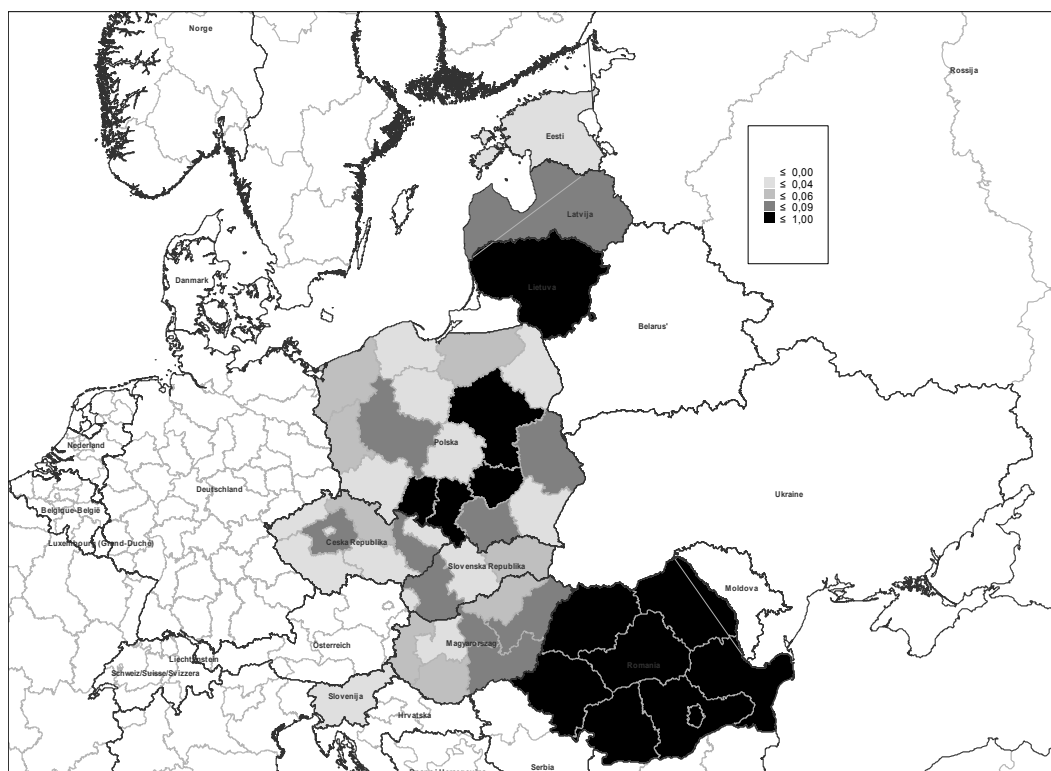 Norge
Rossija
Eesti
≤ 0,00
≤ 0,04
≤ 0,06
≤ 0,09
≤ 1,00
Latvija
Danmark
Lietuva
Belarus'
Nederland
Polska
Deutschland
Ukraine
Belgique-België
Luxembourg (Grand-Duché)
Ceska Republika
Slovenska Republika
Moldova
Österreich
Magyarorszag
Liechtenstein
Schweiz/Suisse/Svizzera
Romania
Slovenija
Hrvatska
Serbia